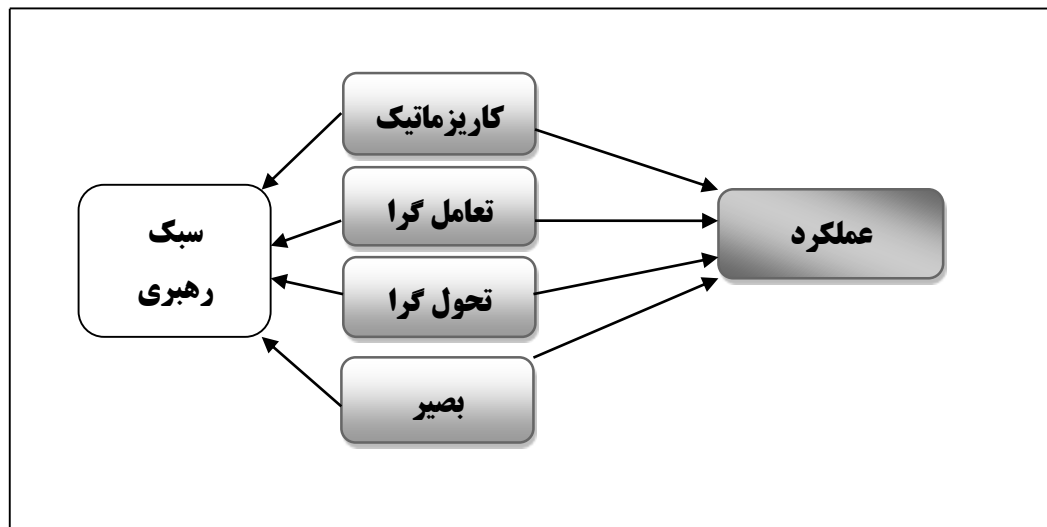 کاریزماتیک
تعامل گرا
سبک
رهبری
عملکرد
تحول گرا
بصیر